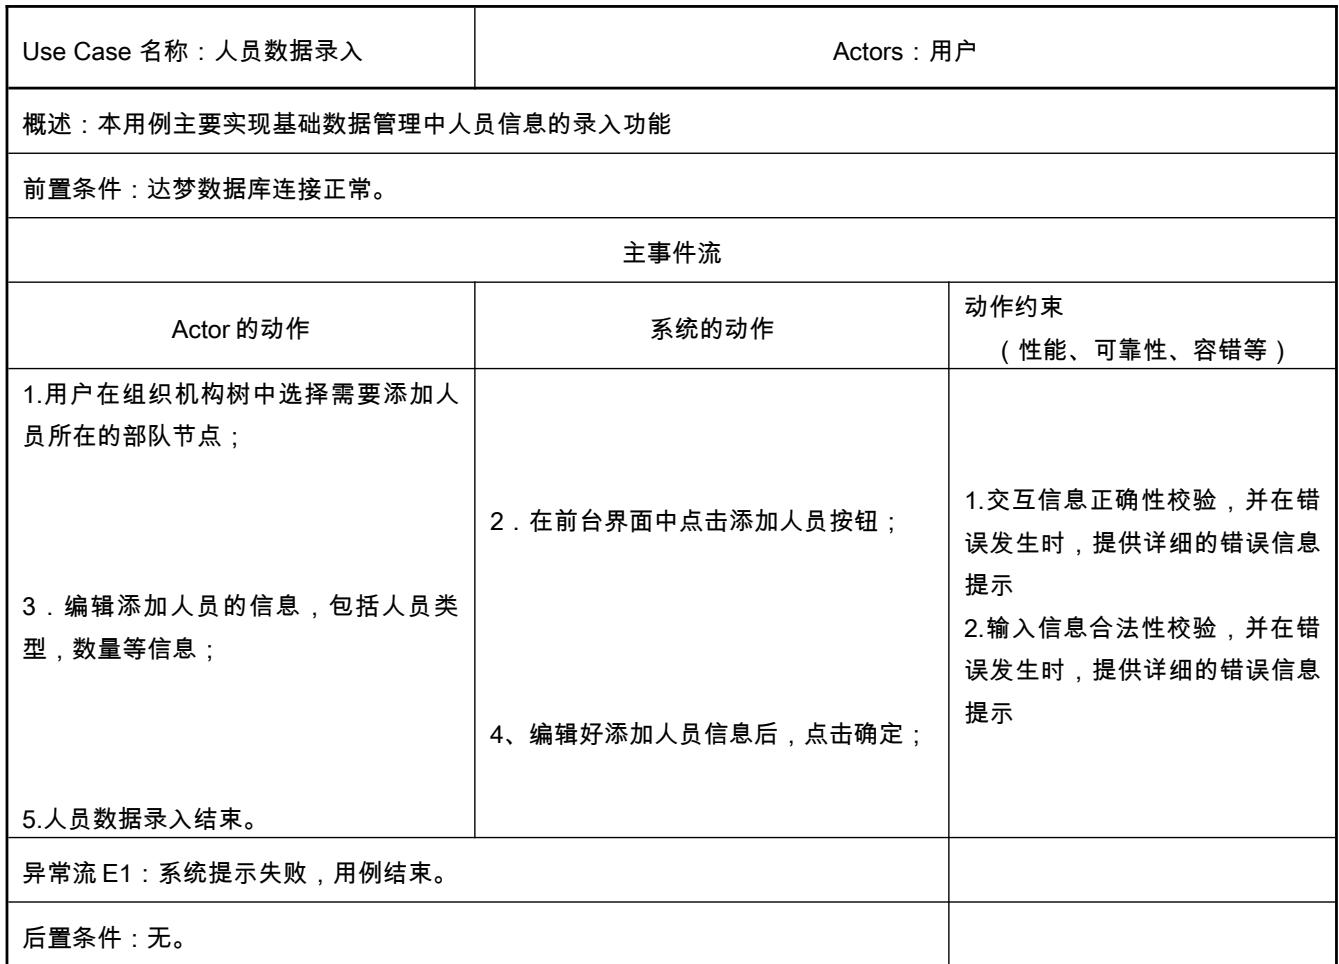 Use Case 名称：人员数据录入
Actors：用户
概述：本用例主要实现基础数据管理中人员信息的录入功能
前置条件：达梦数据库连接正常。
主事件流
Actor 的动作
系统的动作
动作约束
（性能、可靠性、容错等）
1.用户在组织机构树中选择需要添加人
员所在的部队节点；
2．在前台界面中点击添加人员按钮；
3．编辑添加人员的信息，包括人员类
型，数量等信息；
4、编辑好添加人员信息后，点击确定；
5.人员数据录入结束。
1.交互信息正确性校验，并在错
误发生时，提供详细的错误信息
提示
2.输入信息合法性校验，并在错
误发生时，提供详细的错误信息
提示
异常流 E1：系统提示失败，用例结束。
后置条件：无。